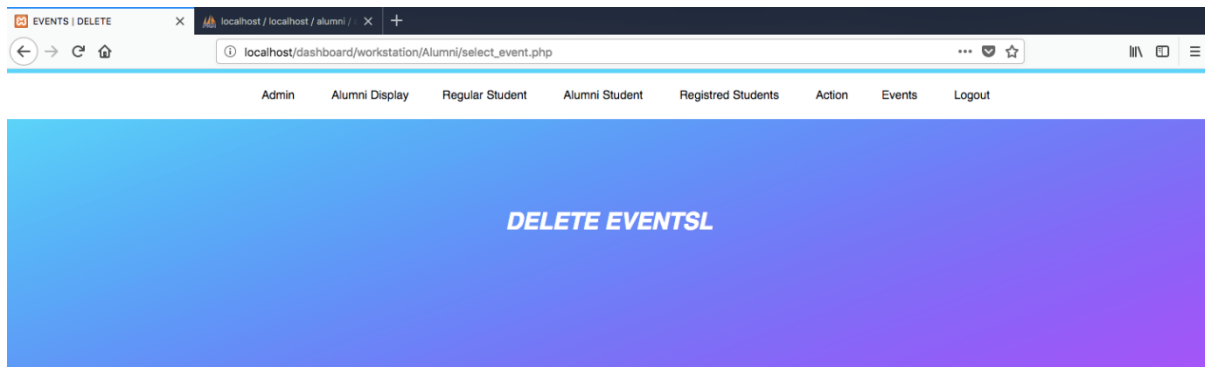 EVENTS | DELETE
localhost / localhost / alumni /
localhost/dashboard/workstation/Alumni/select_event.php
Admin Alumni Display Regular Student Alumni Student Registred Students Action Events Logout
DELETE EVENTSL